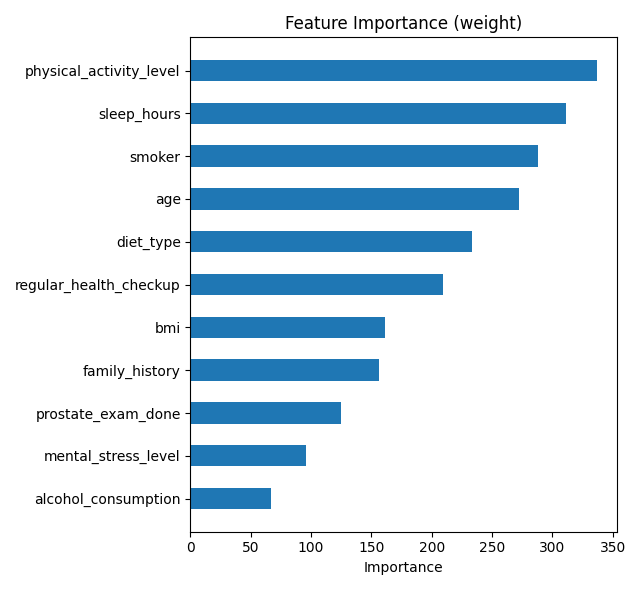 Feature Importance (weight)
physical_activity_level
sleep_hours
smoker
age
diet_type
regular_health_checkup
bmi
family_history
prostate_exam_done
mental_stress_level
alcohol_consumption
0 50 100 150 200 250 300 350
Importance